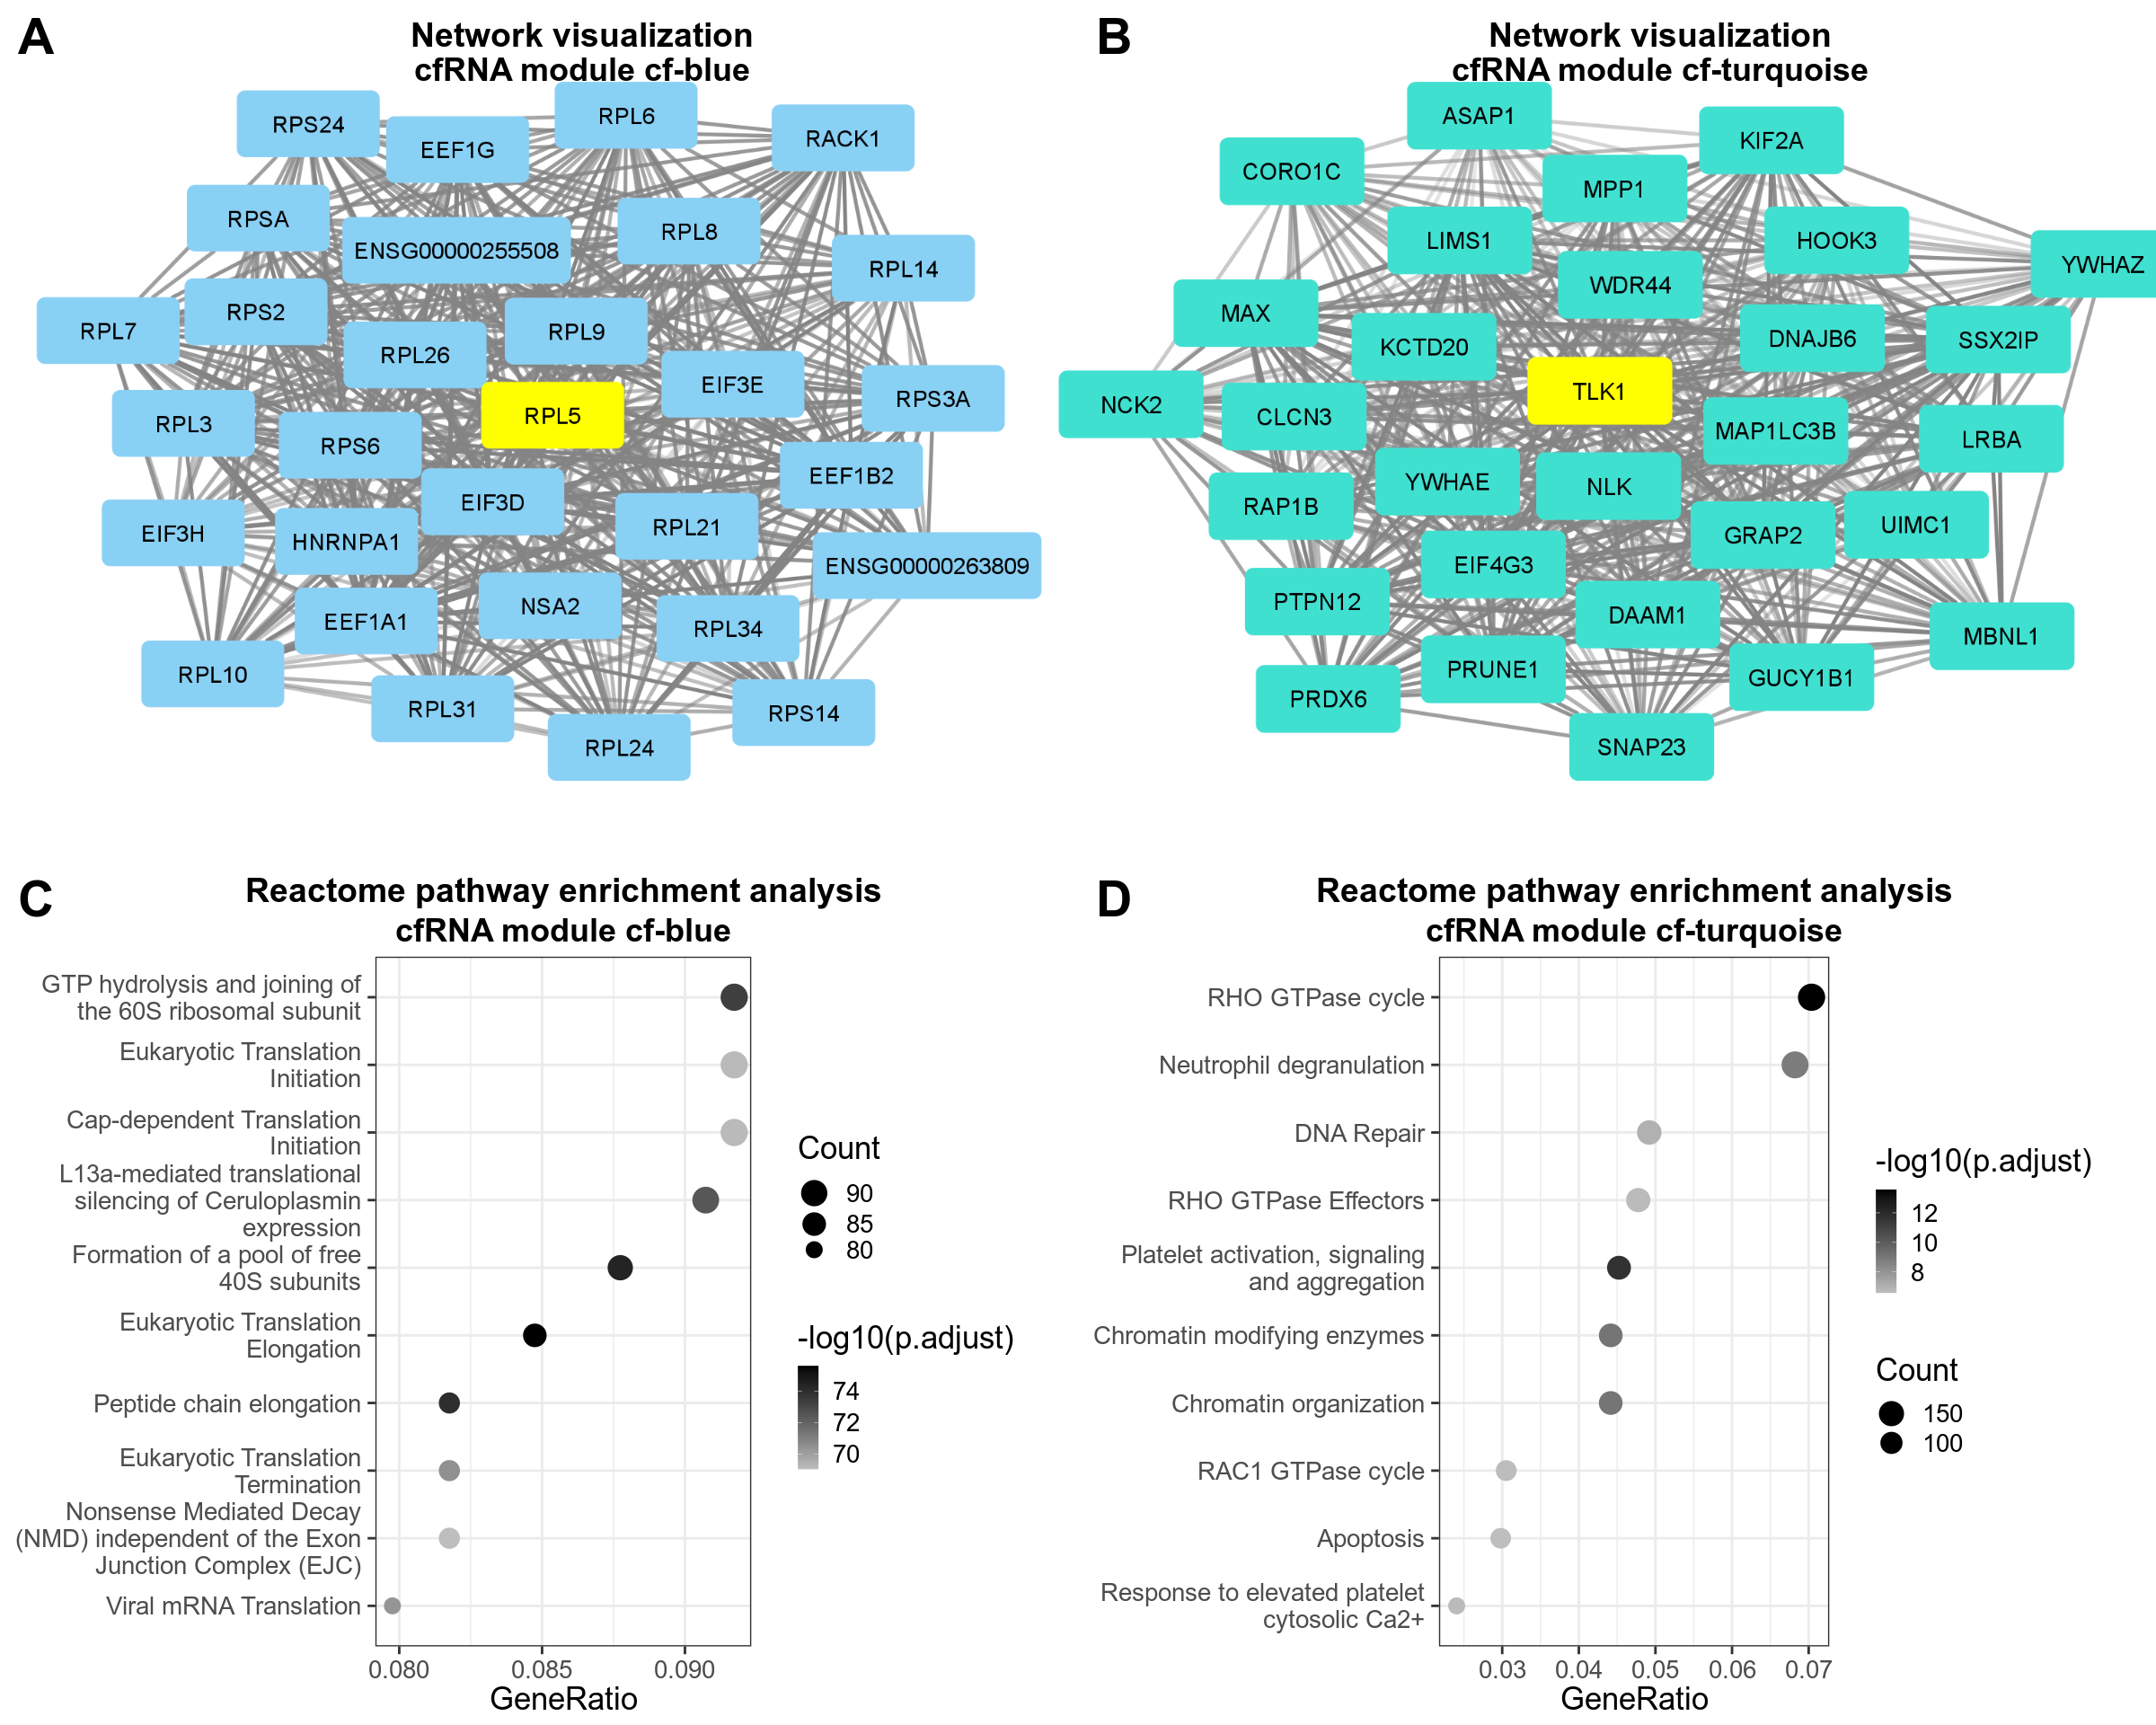 A
Network visualization
cfRNA module cf-blue
RPS24
EEF1G
RPL6
RACK1
RPSA
ENSG00000255508
RPL8
RPL14
RPL7
RPS2
RPL26
RPL9
EIF3E
RPS3A
RPL3
RPS6
RPL5
EEF1B2
EIF3H
HNRNPA1
EIF3D
RPL21
ENSG00000263809
EEF1A1
NSA2
RPL34
RPL10
RPL31
RPL24
RPS14
B
Network visualization
cfRNA module cf-turquoise
ASAP1
KIF2A
CORO1C
MPP1
LIMS1
HOOK3
YWHAZ
WDR44
MAX
KCTD20
DNAJB6
SSX2IP
TLK1
NCK2
CLCN3
MAP1LC3B
LRBA
RAP1B
YWHAE
NLK
GRAP2
UIMC1
EIF4G3
PTPN12
DAAM1
MBNL1
PRDX6
PRUNE1
GUCY1B1
SNAP23
C
Reactome pathway enrichment analysis
cfRNA module cf-blue
GTP hydrolysis and joining of
the 60S ribosomal subunit
Eukaryotic Translation
Initiation
Cap-dependent Translation
Initiation
L13a-mediated translational
silencing of Ceruloplasmin
expression
Formation of a pool of free
40S subunits
Eukaryotic Translation
Elongation
Peptide chain elongation
Eukaryotic Translation
Termination
Nonsense Mediated Decay
(NMD) independent of the Exon
Junction Complex (EJC)
Viral mRNA Translation
0.080 0.085 0.090
GeneRatio
Count
90
85
80
-log10(p.adjust)
74
72
70
D
Reactome pathway enrichment analysis
cfRNA module cf-turquoise
RHO GTPase cycle
Neutrophil degranulation
DNA Repair
RHO GTPase Effectors
Platelet activation, signaling
and aggregation
Chromatin modifying enzymes
Chromatin organization
RAC1 GTPase cycle
Apoptosis
Response to elevated platelet
cytosolic Ca2+
0.03 0.04 0.05 0.06 0.07
GeneRatio
-log10(p.adjust)
12
10
8
Count
150
100